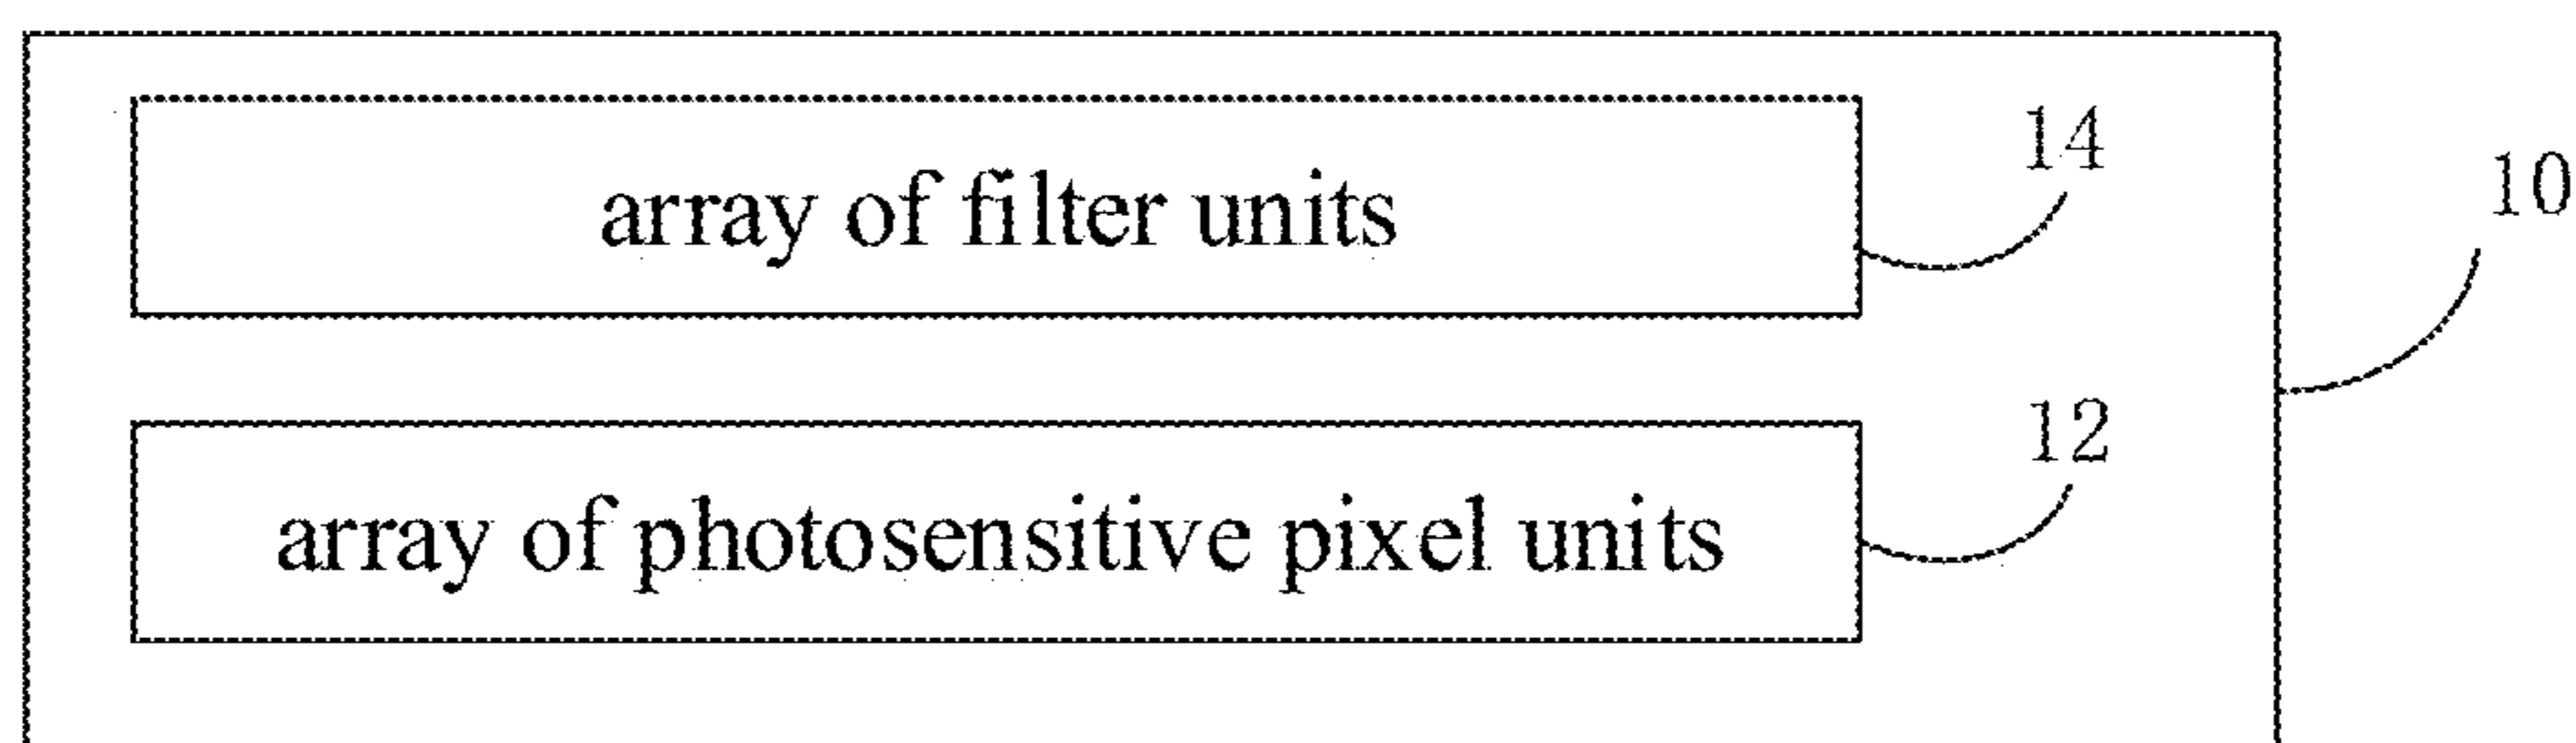 array of filter units
14
10
array of photosensitive pixel units
12